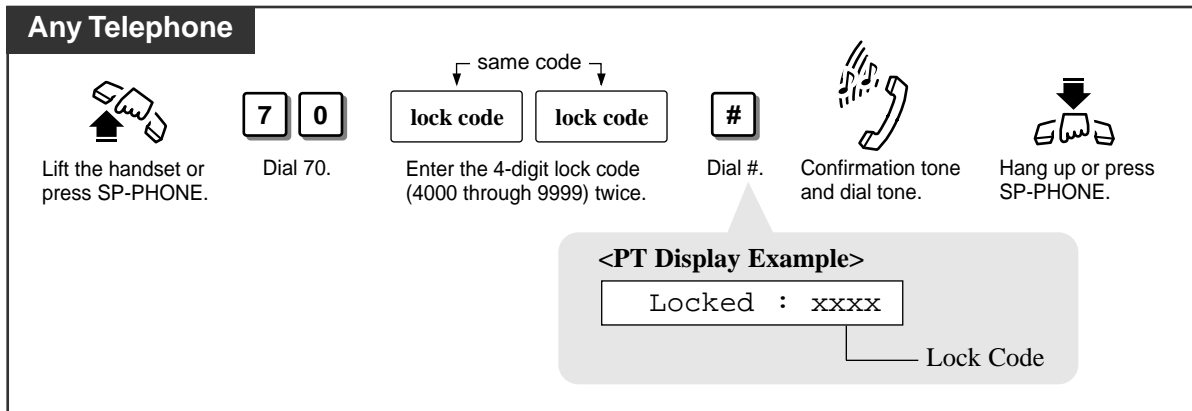 Any Telephone
same code
7 0
lock code lock code
#
Lift the handset or
press SP-PHONE.
Dial 70.
Enter the 4-digit lock code
(4000 through 9999) twice.
Dial #.
Confirmation tone
and dial tone.
Hang up or press
SP-PHONE.
<PT Display Example>
Locked : xxxx
Lock Code